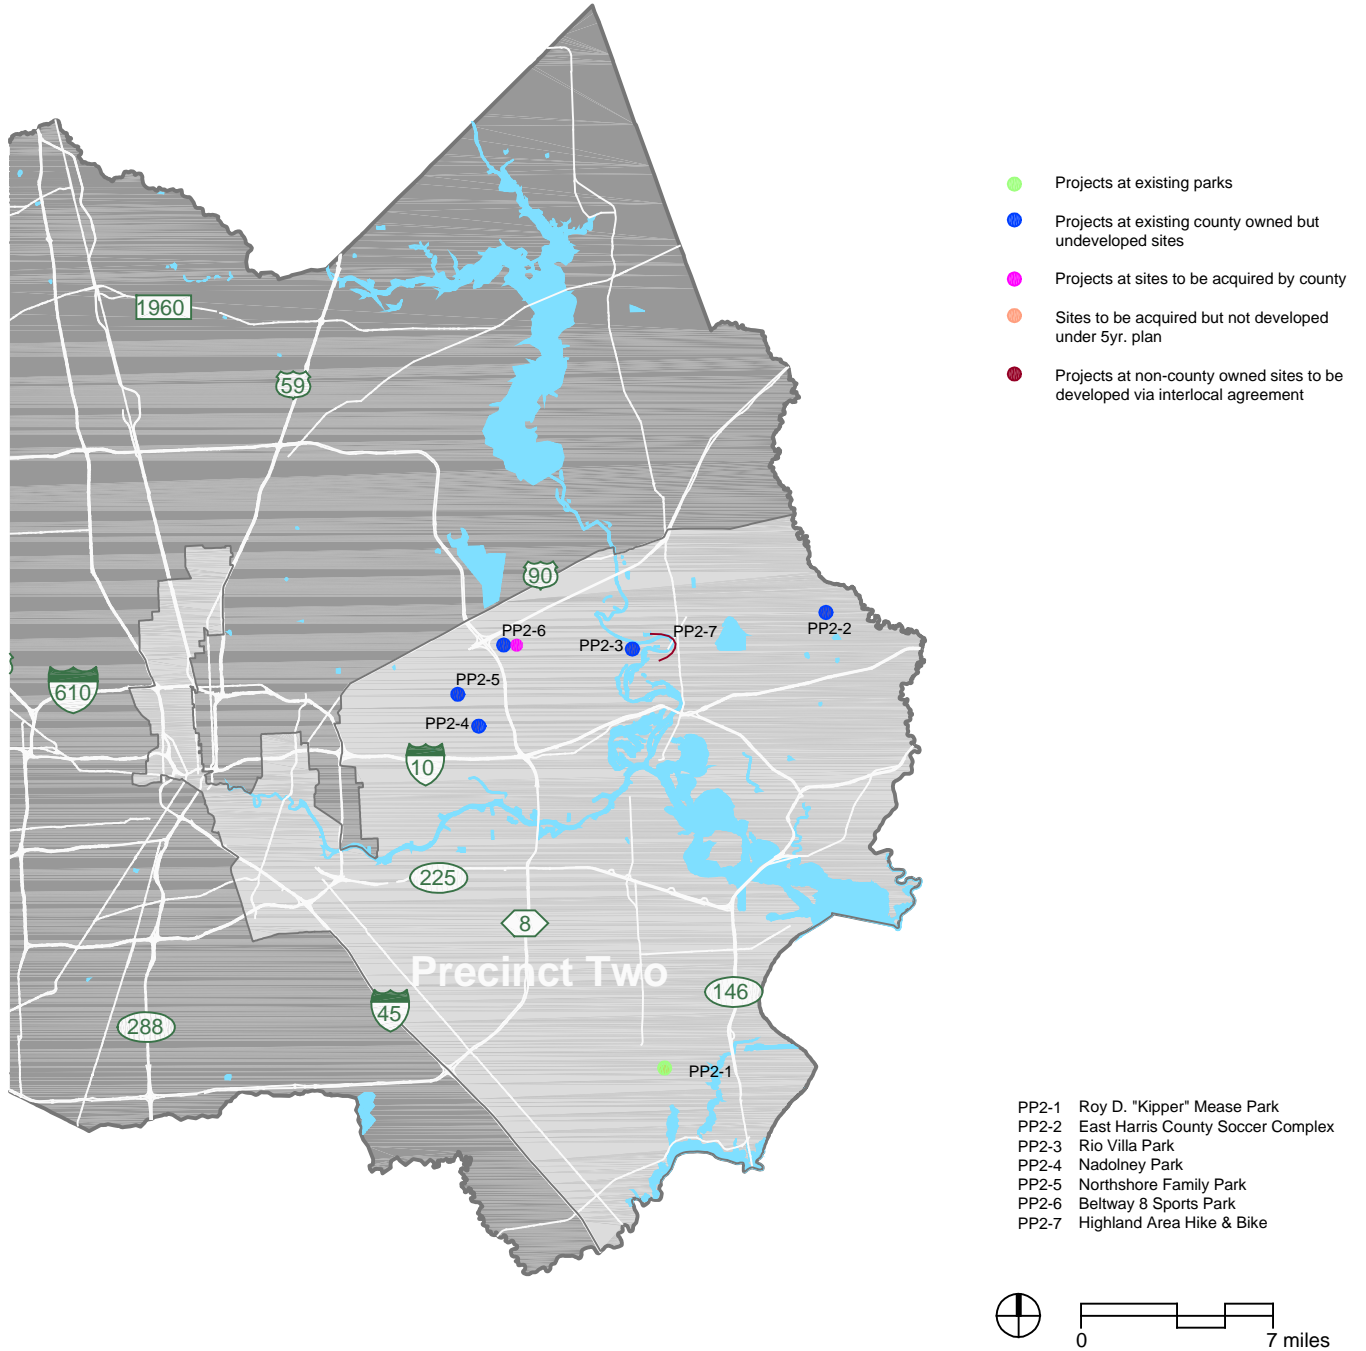 Projects at existing parks
Projects at existing county owned but
undeveloped sites
Projects at sites to be acquired by county
Sites to be acquired but not developed
under 5yr. plan
Projects at non-county owned sites to be
developed via interlocal agreement
1960
59
90
PP2-2
PP2-6
PP2-7
PP2-3
610
PP2-5
PP2-4
10
225
8
Precinct Two
146
45
288
PP2-1
PP2-1 Roy D. "Kipper" Mease Park
PP2-2 East Harris County Soccer Complex
PP2-3 Rio Villa Park
PP2-4 Nadolney Park
PP2-5 Northshore Family Park
PP2-6 Beltway 8 Sports Park
PP2-7 Highland Area Hike & Bike
0 7 miles